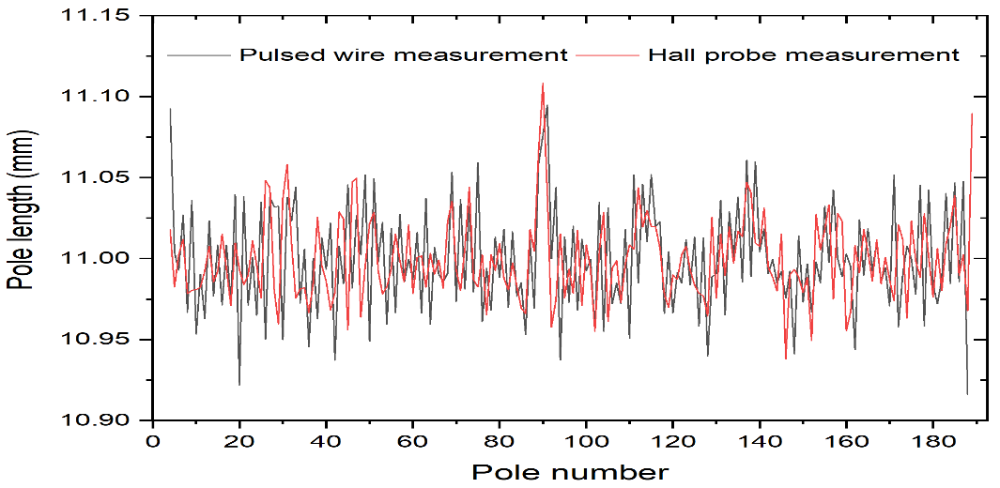 11.15
Pulsed wire measurement Hall probe measurement
11.10
11.05
11.00
10.95
10.90
Pole length (mm)
0 20 40 60 80 100 120 140 160 180
Pole number